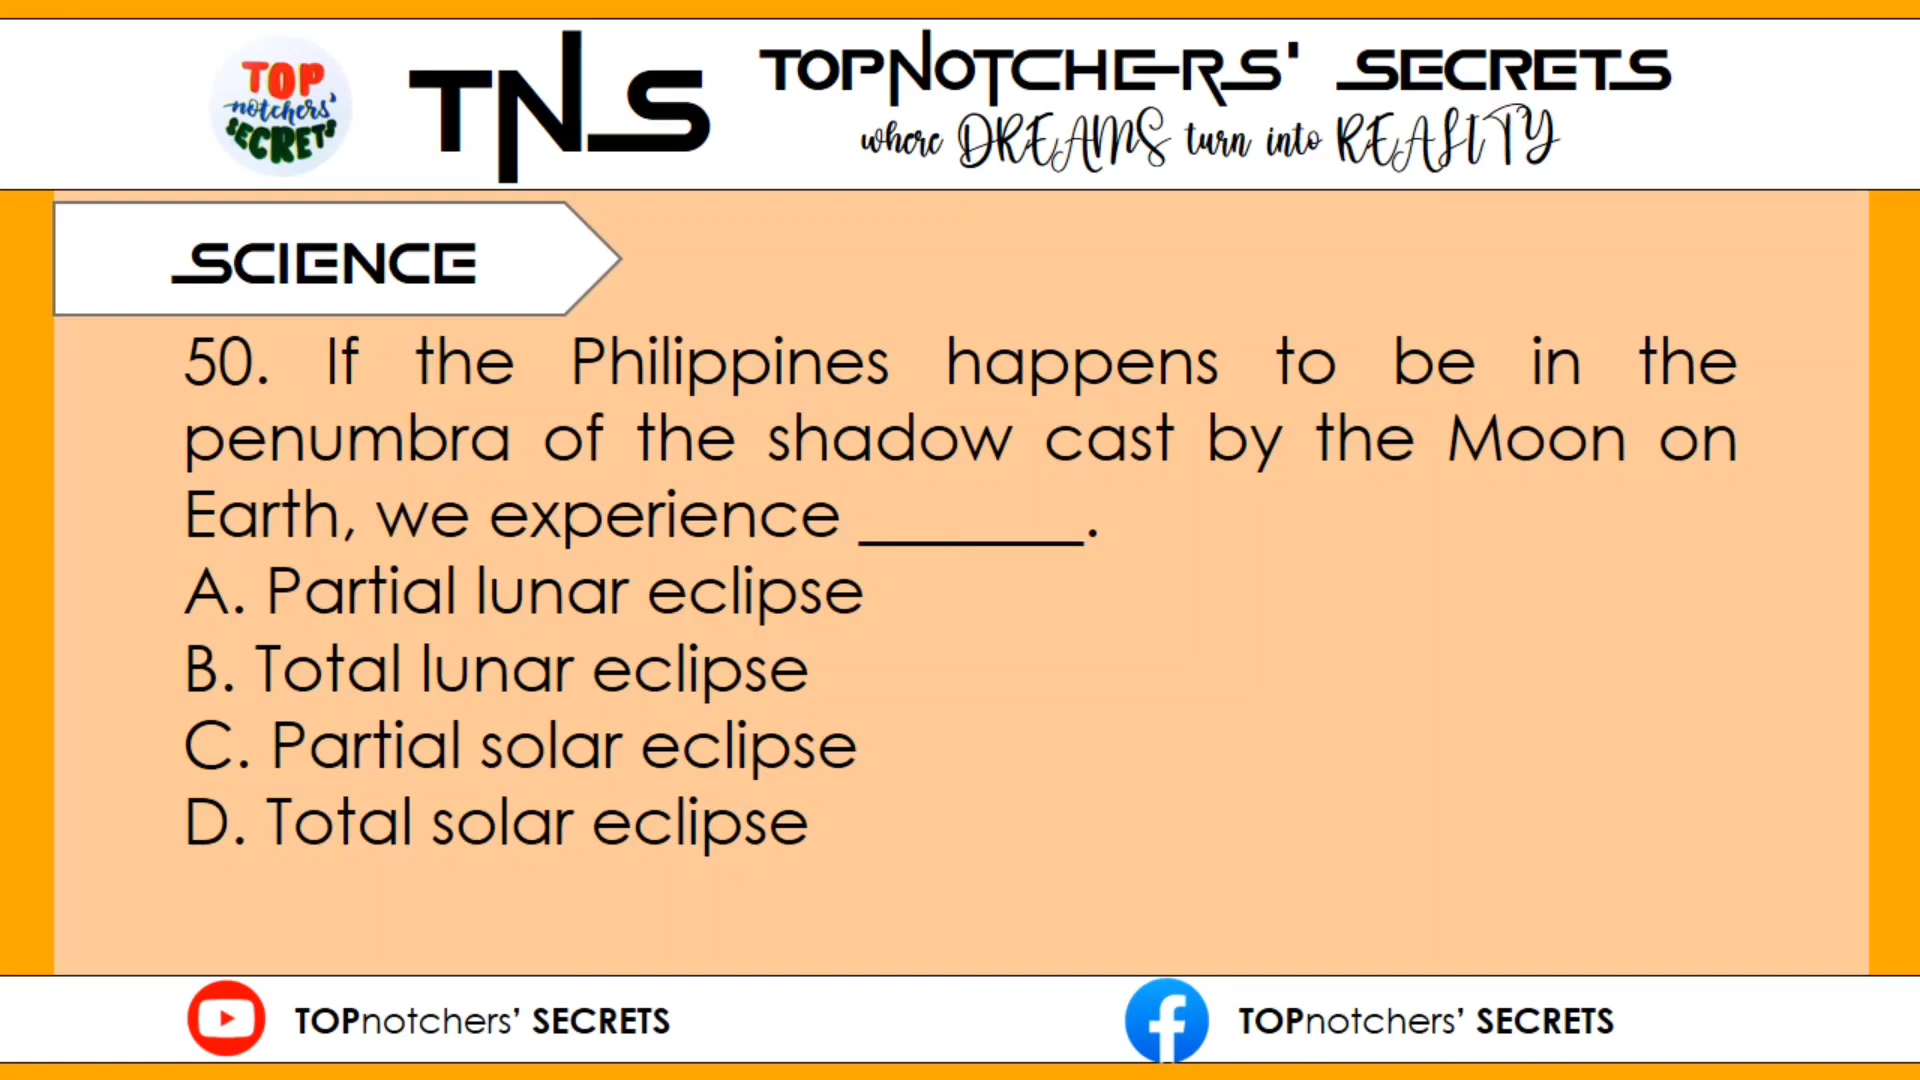 TOP
notchers'
SECRETS
TNS
TOPNOTCHERS' SECRETS
where DREAMS turn into REALITY
SCIENCE
50. If the Philippines happens to be in the
penumbra of the shadow cast by the Moon on
Earth, we experience _______.
A. Partial lunar eclipse
B. Total lunar eclipse
C. Partial solar eclipse
D. Total solar eclipse
TOPnotchers' SECRETS
TOPnotchers' SECRETS